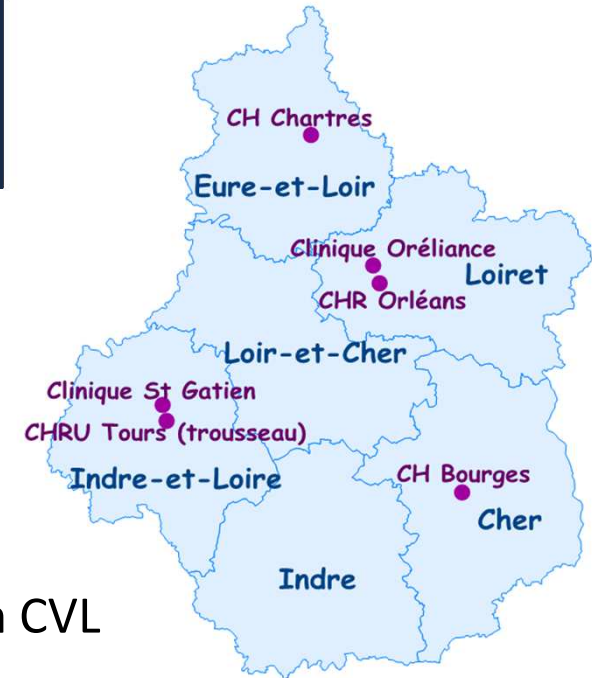 CH Chartres
Eure-et-Loir
Clinique Oréliance
Loiret
CHR Orléans
Loir-et-Cher
Clinique St Gatien
CHRU Tours (trousseau)
Indre-et-Loire
CH Bourges
Cher
Indre
CVL